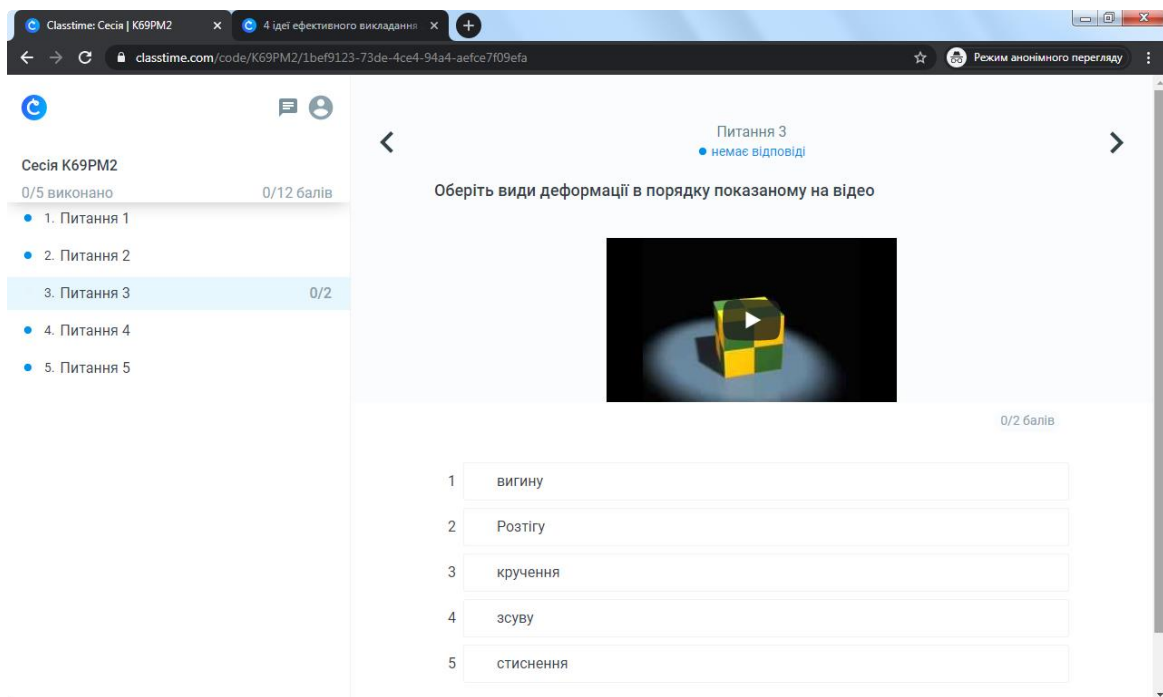 Classtime: Сесія | K69PM2
4 ідеї ефективного викладання
classtime.com/code/K69PM2/1bef9123-73de-4ce4-94a4-aefce7f09efa
Режим анонімного перегляду
Сесія K69PM2
0/5 виконано
0/12 балів
1. Питання 1
2. Питання 2
3. Питання 3
0/2
4. Питання 4
5. Питання 5
Питання 3
немає відповіді
Оберіть види деформації в порядку показаному на відео
0/2 балів
1 вигину
2 Розтігу
3 кручення
4 зсуву
5 стиснення